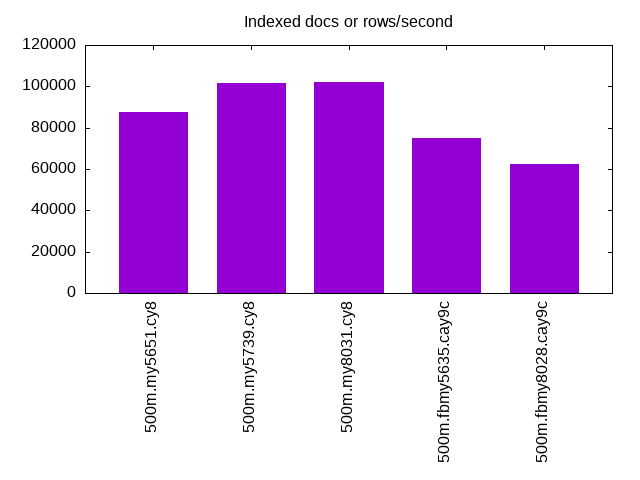 Indexed docs or rows/second
120000
100000
80000
60000
40000
20000
0
500m.my5651.cy8
500m.my5739.cy8
500m.my8031.cy8
500m.fbmy5635.cay9c
500m.fbmy8028.cay9c